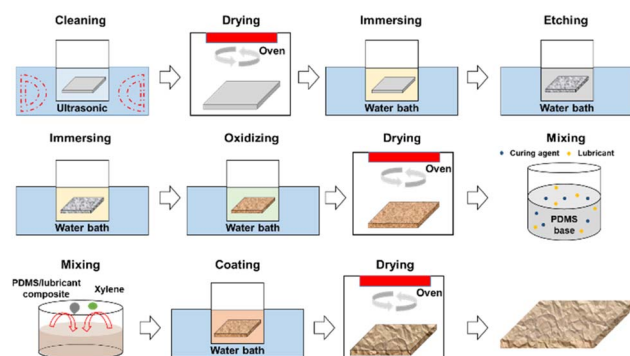 Cleaning
Drying
Immersing
Etching
Oven
Ultrasonic
Water bath
Water bath
Immersing
Oxidizing
Drying
Mixing
Oven
Curing agent
Lubricant
Water bath
Water bath
PDMS
base
Mixing
Coating
Drying
PDMS/lubricant
composite
Xylene
Oven
Water bath